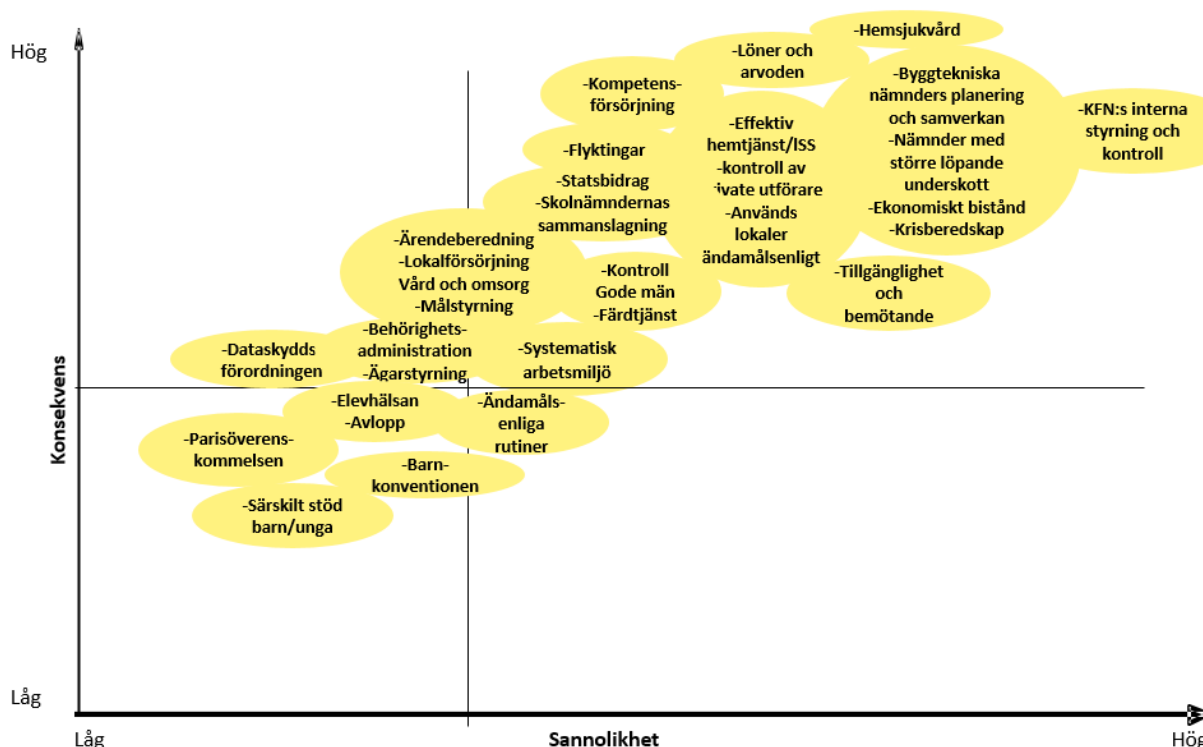 Hög
-Hemsjukvård
-Löner och
arvoden
-Kompetens-
försörjning
-Byggtekniska
nämnders planering
och samverkan
-Nämnder med
större löpande
underskott
-Ekonomiskt bistånd
-Krisberedskap
-KFN:s interna
styrning och
kontroll
-Effektiv
hemtjänst/lSS
-kontroll av
ivate utförare
-Används
lokaler
ändamålsenligt
-Flyktingar
-Statsbidrag
-Skolnämndernas
sammanslagning
-Ärendeberedning
-Lokalförsörjning
Vård och omsorg
-Målstyrning
-Kontroll
Gode män
-Färdtjänst
-Tillgänglighet
och
bemötande
-Behörighets-
administration
-Ägarstyrning
-Dataskydds
förordningen
-Systematisk
arbetsmiljö
Konsekvens
-Elevhälsan
-Avlopp
-Ändamåls-
enliga
rutiner
-Parisöverens-
kommelsen
-Barn-
konventionen
-Särskilt stöd
barn/unga
Låg
Låg
Sannolikhet
Hög